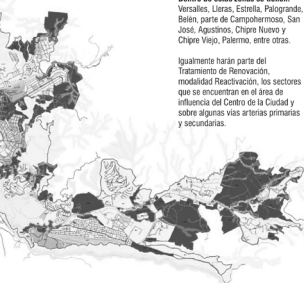 Versalles, Lleras, Estrella, Palogrande,
Belén, parte de Campohermoso, San
José, Agustinos, Chipre Nuevo y
Chipre Viejo, Palermo, entre otras.
Igualmente harán parte del
Tratamiento de Renovación,
modalidad Reactivación, los sectores
que se encuentran en el área de
influencia del Centro de la Ciudad y
sobre algunas vías arterias primarias
y secundarias.